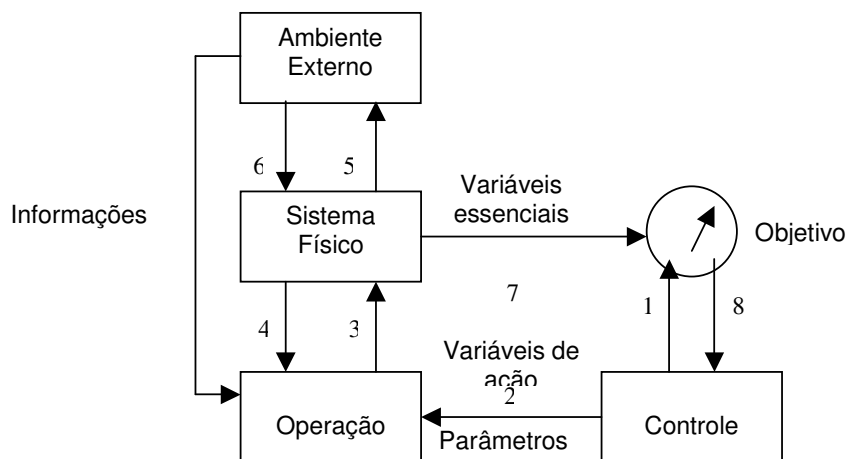 Ambiente
Externo
6
5
Informações
Sistema
Físico
Variáveis
essenciais
Objetivo
7
1
8
4
3
Variáveis de
ação
2
Operação
Parâmetros
Controle